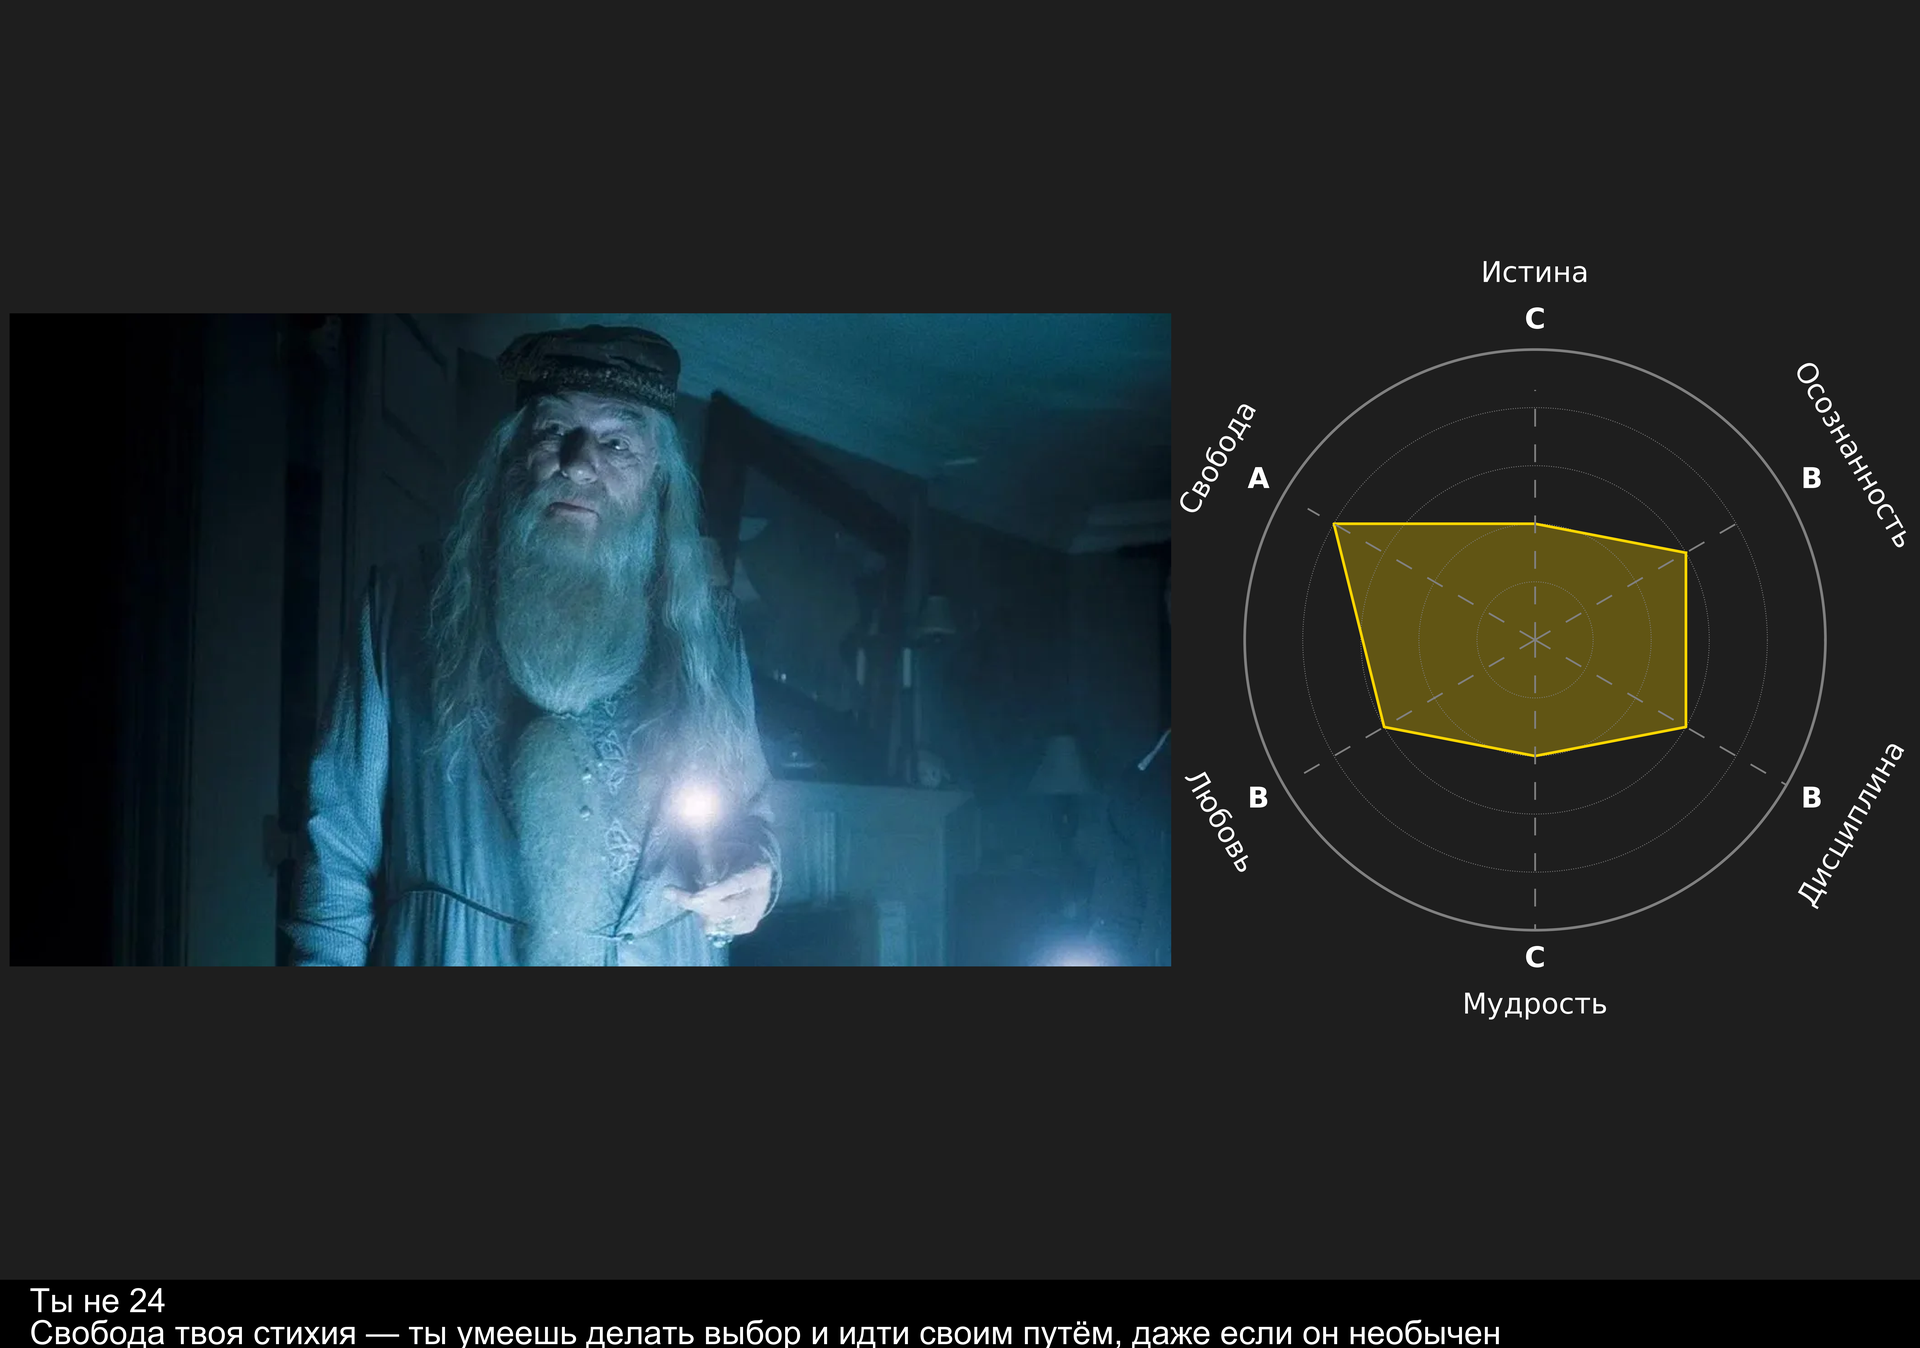 Истина
C
Осознанность
B
Свобода
A
Любовь
B
Дисциплина
B
C
Мудрость
Ты не 24
Свобода твоя стихия — ты умеешь делать выбор и идти своим путём, даже если он необычен